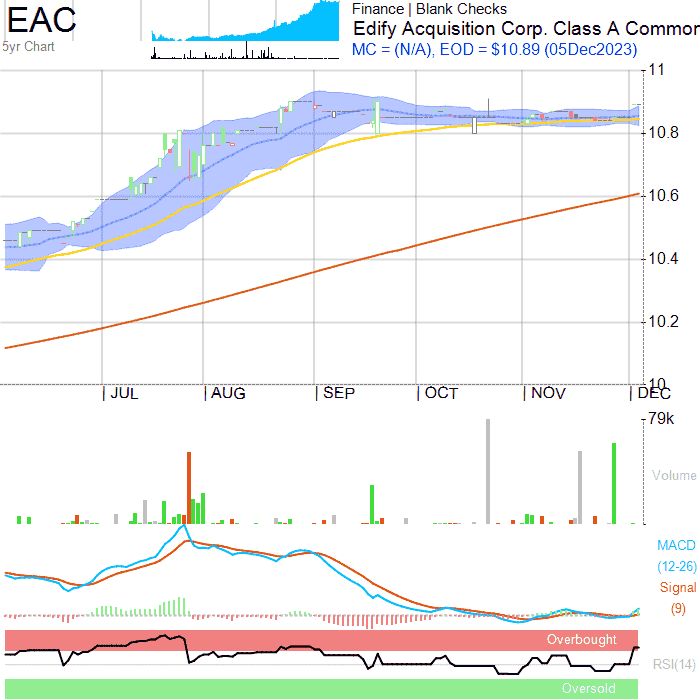 EAC
5yr Chart
Finance | Blank Checks
Edify Acquisition Corp. Class A Common
MC = (N/A), EOD = $10.89 (05Dec2023)
11
10.8
10.6
10.4
10.2
10
JUL AUG SEP OCT NOV DEC
79k
Volume
MACD
(12-26)
Signal
(9)
Overbought
RSI(14)
Oversold